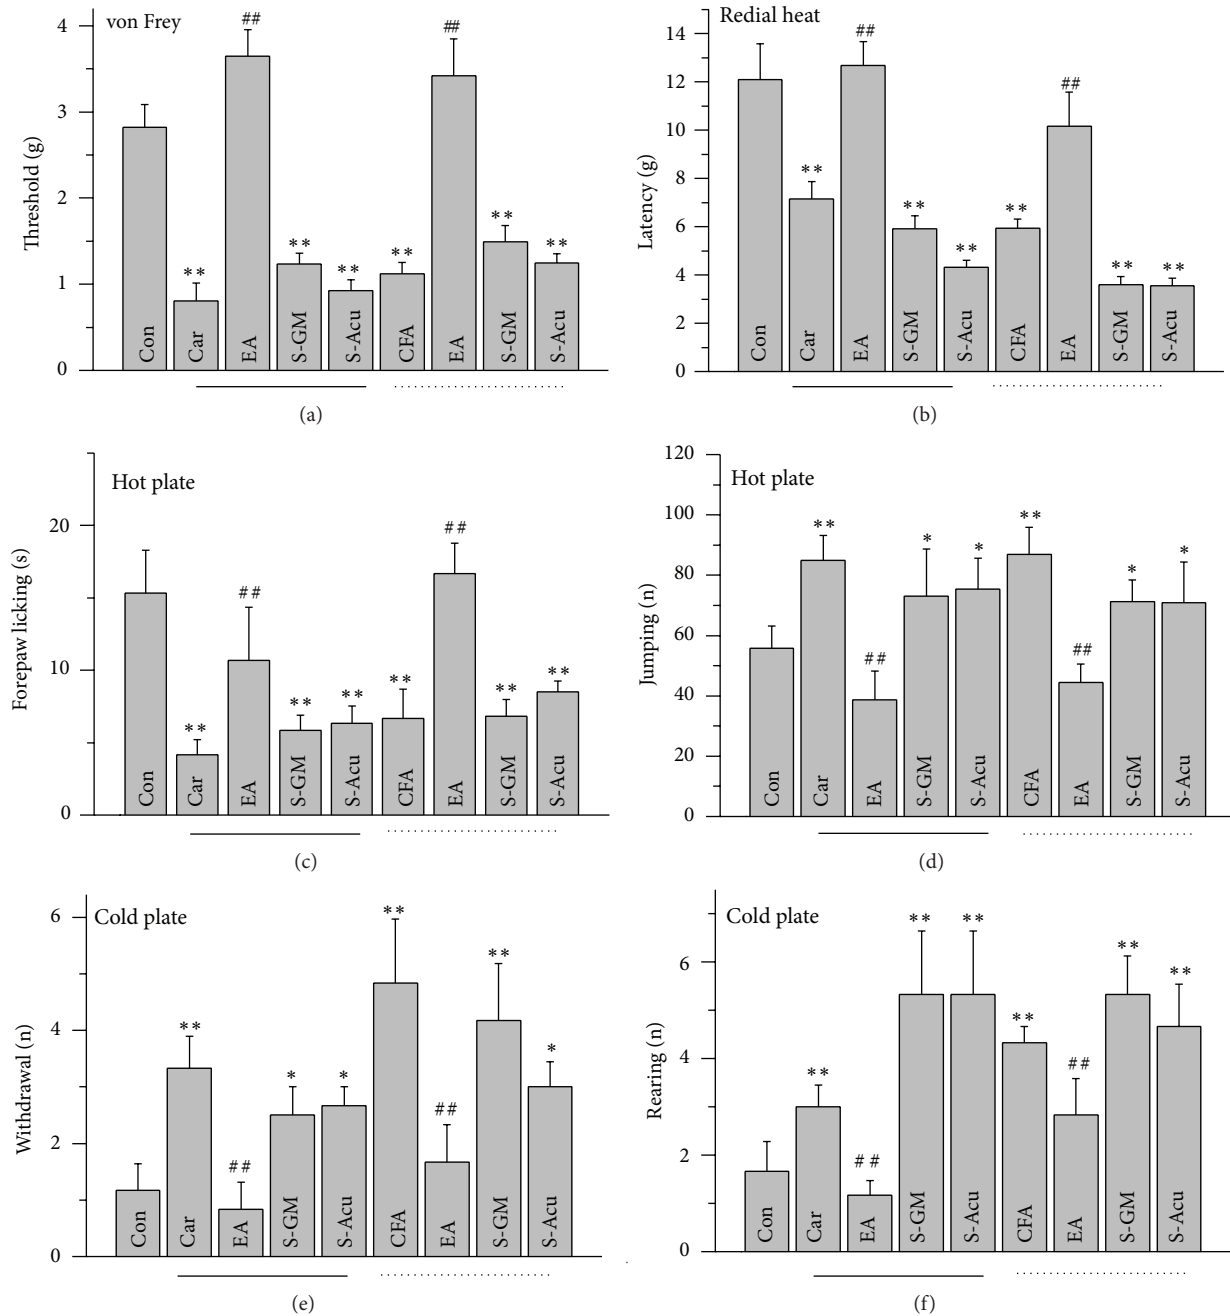 von Frey
Threshold (g)
4
3
2
1
0
##
##
**
**
**
**
**
**
Con
Car
EA
S-GM
S-Acu
CFA
EA
S-GM
S-Acu
(a)
Redial heat
Latency (g)
14
12
10
8
6
4
2
0
##
##
**
**
**
**
**
**
Con
Car
EA
S-GM
S-Acu
CFA
EA
S-GM
S-Acu
(b)
Hot plate
Forepaw licking (s)
20
10
0
##
##
**
**
**
**
**
**
Con
Car
EA
S-GM
S-Acu
CFA
EA
S-GM
S-Acu
(c)
Hot plate
Jumping (n)
120
100
80
60
40
20
0
**
##
*
*
**
##
*
*
Con
Car
EA
S-GM
S-Acu
CFA
EA
S-GM
S-Acu
(d)
Cold plate
Withdrawal (n)
6
4
2
0
**
##
*
*
**
##
**
*
Con
Car
EA
S-GM
S-Acu
CFA
EA
S-GM
S-Acu
(e)
Cold plate
Rearing (n)
6
4
2
0
**
##
**
**
**
##
**
**
Con
Car
EA
S-GM
S-Acu
CFA
EA
S-GM
S-Acu
(f)